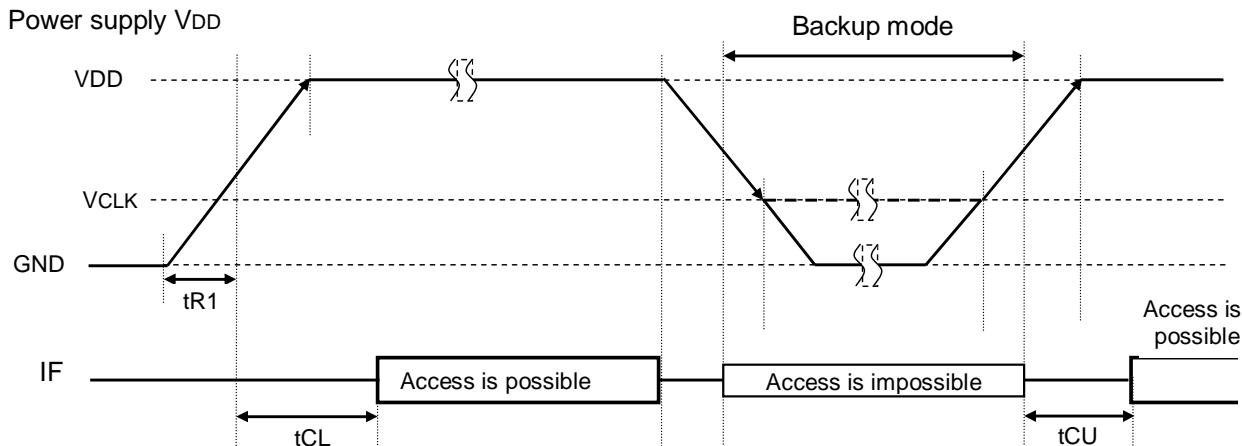 Power supply VDD
Backup mode
VDD
VCLK
GND
tR1
Access is
possible
IF
Access is possible
Access is impossible
tCL
tCU